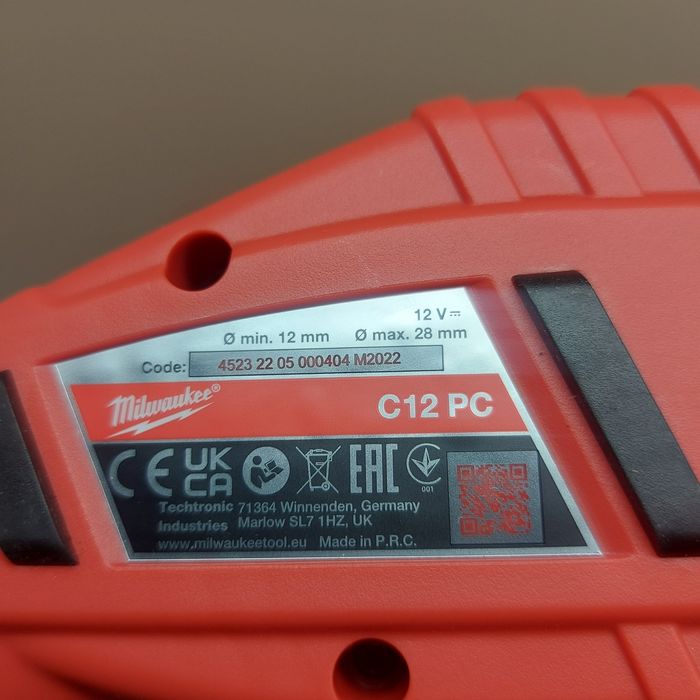 12 V⎓
Ø min. 12 mm Ø max. 28 mm
Code: 4523 22 05 000404 M2022
Milwaukee®
C12 PC
CE UK CA EAC 001
Techtronic 71364 Winnenden, Germany
Industries Marlow SL7 1HZ, UK
www.milwaukeetool.eu Made in P.R.C.